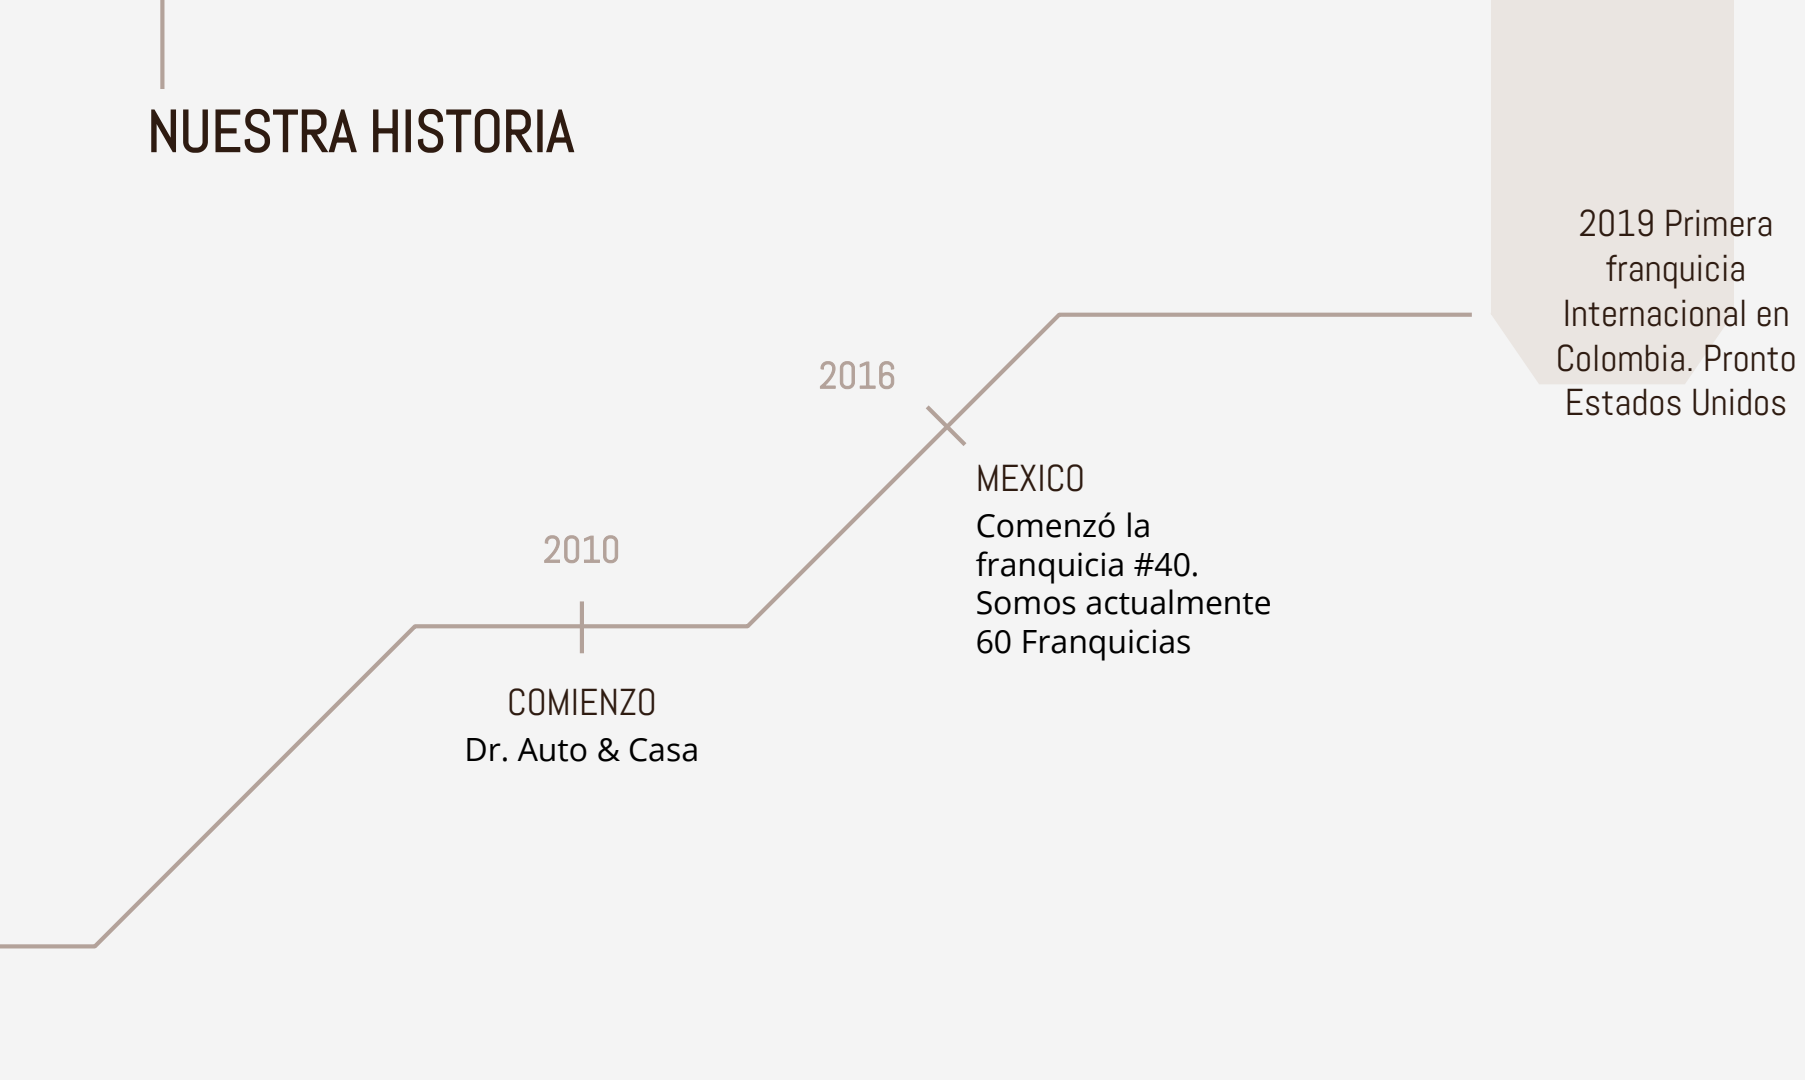 NUESTRA HISTORIA
2010
COMIENZO
Dr. Auto & Casa
2016
MEXICO
Comenzó la
franquicia #40.
Somos actualmente
60 Franquicias
2019 Primera
franquicia
Internacional en
Colombia. Pronto
Estados Unidos